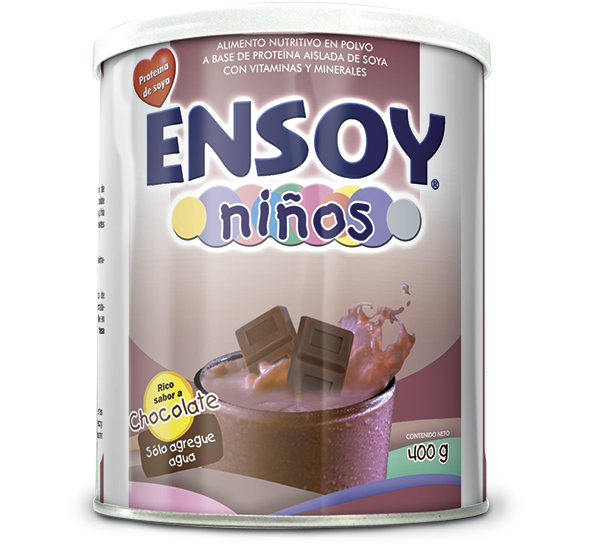 ALIMENTO NUTRITIVO EN POLVO
A BASE DE PROTEÍNA AISLADA DE SOYA
CON VITAMINAS Y MINERALES
Proteína
de soya
ENSOY®
niños
Rico
sabor a
Chocolate
Sólo agregue
agua
CONTENIDO NETO
400 g